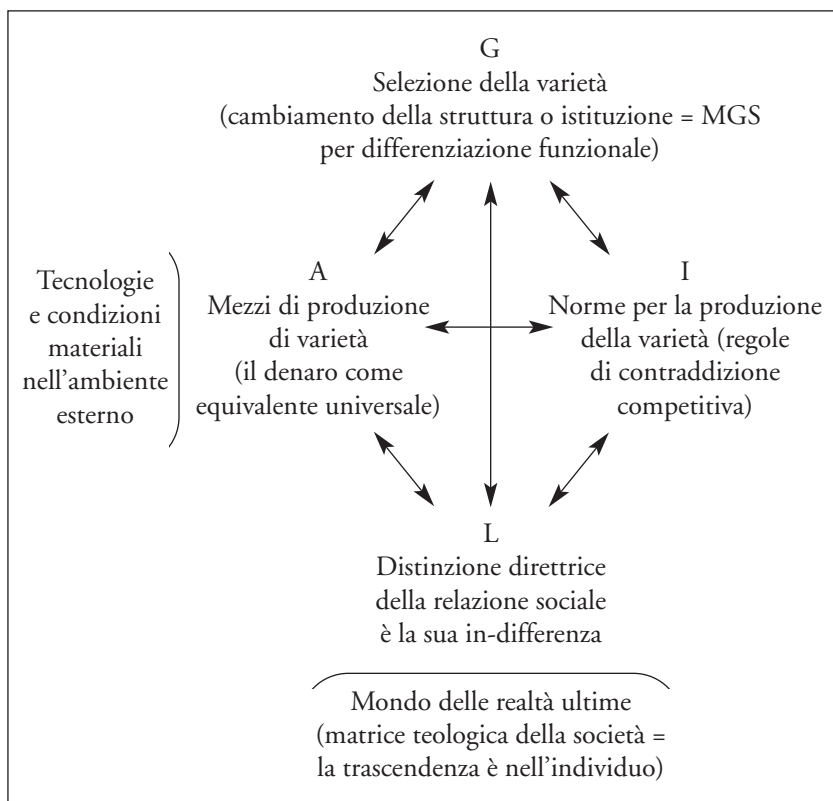 G
Selezione della varietà
(cambiamento della struttura o istituzione = MGS
per differenziazione funzionale)
Tecnologie
e condizioni
materiali
nell'ambiente
esterno
A
Mezzi di produzione
di varietà
(il denaro come
equivalente universale)
I
Norme per la produzione
della varietà (regole
di contraddizione
competitiva)
L
Distinzione direttrice
della relazione sociale
è la sua in-differenza
Mondo delle realtà ultime
(matrice teologica della società =
la trascendenza è nell'individuo)